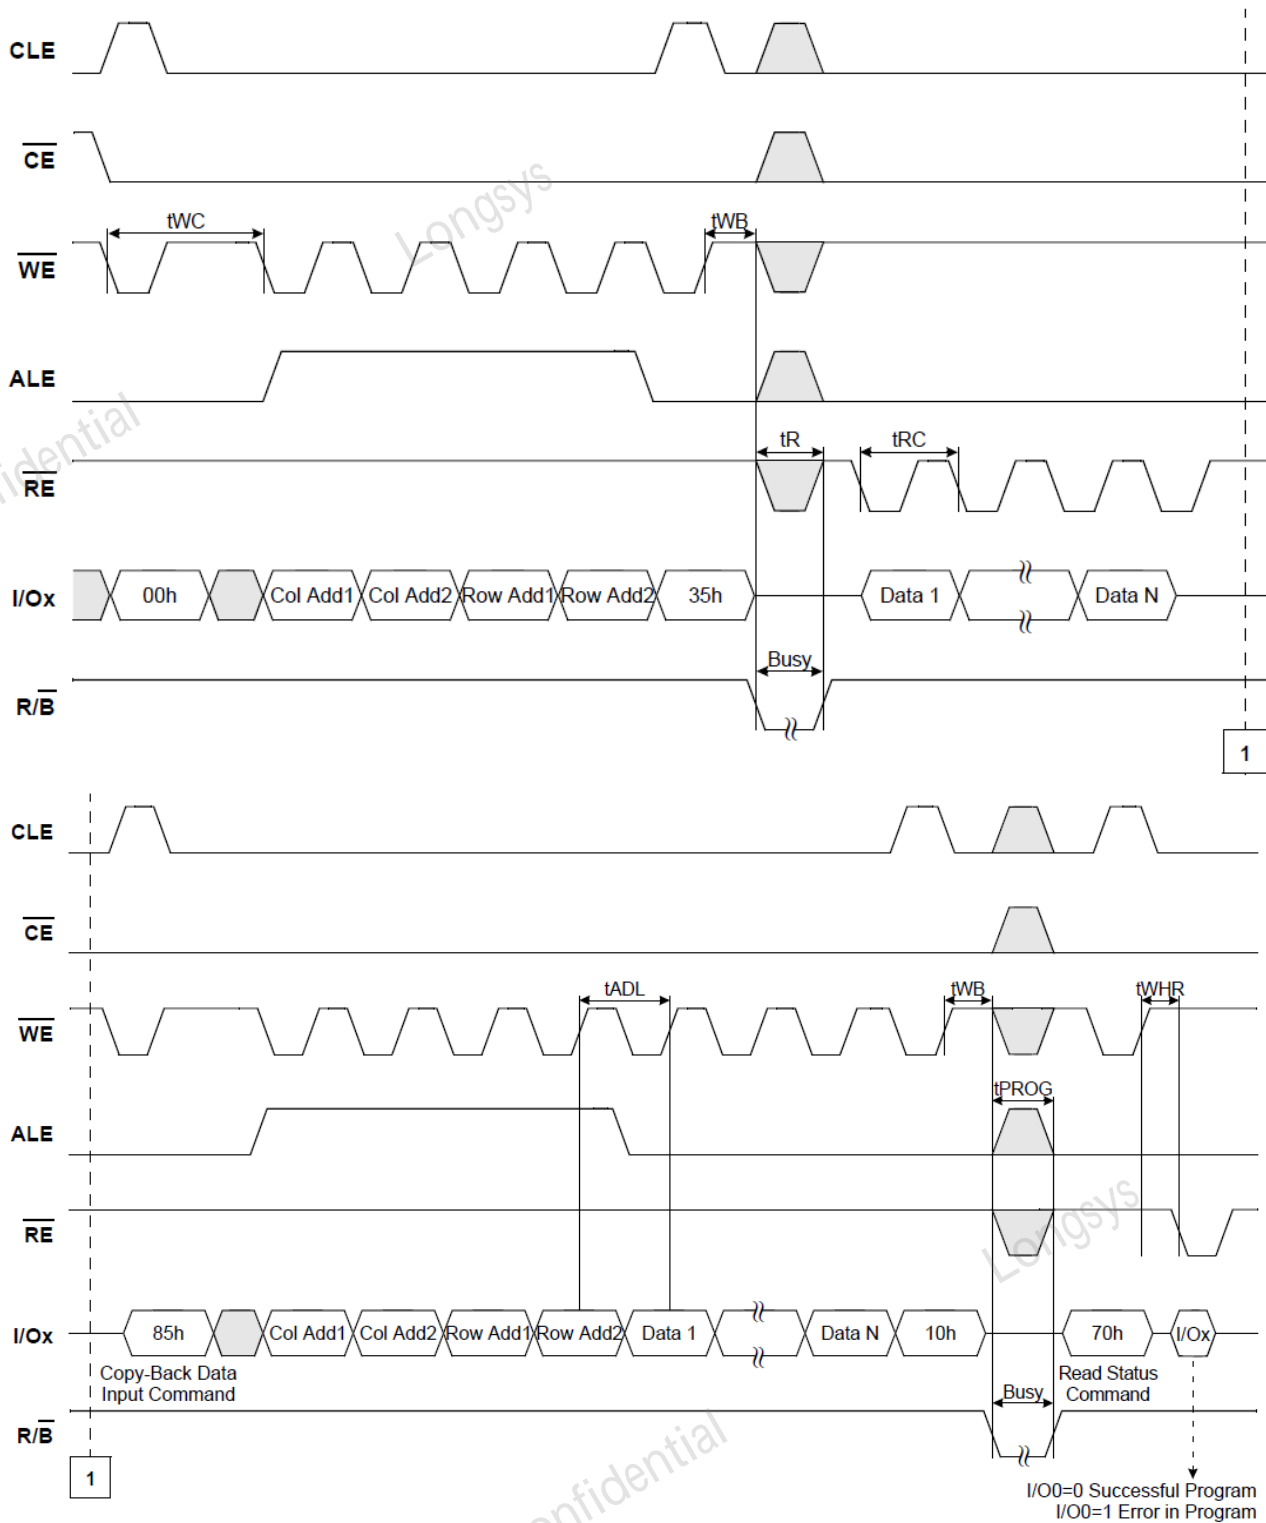 CLE
CE
Longsys
tWC
tWB
WE
ALE
fidential
tR
tRC
RE
I/Ox
00h
Col Add1
Col Add2
Row Add1
Row Add2
35h
Data 1
Data N
Busy
R/B
1
CLE
CE
tADL
tWB
tWHR
WE
tPROG
ALE
Longsys
RE
I/Ox
85h
Col Add1
Col Add2
Row Add1
Row Add2
Data 1
Data N
10h
70h
I/Ox
Copy-Back Data
Input Command
Read Status
Command
Busy
R/B
1
nfidential
I/O0=0 Successful Program
I/O0=1 Error in Program